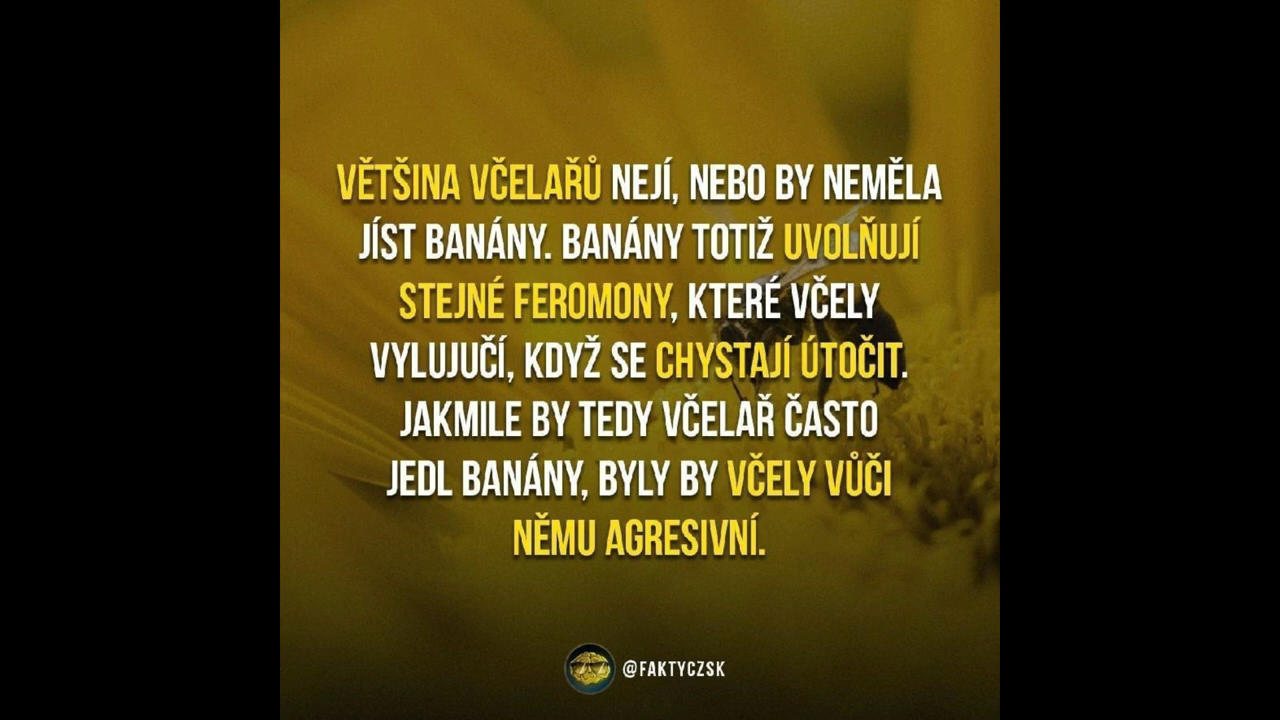 VĚTŠINA VČELAŘŮ NEJÍ, NEBO BY NEMĚLA
JÍST BANÁNY. BANÁNY TOTIŽ UVOLŇUJÍ
STEJNÉ FEROMONY, KTERÉ VČELY
VYLUJUČÍ, KDYŽ SE CHYSTAJÍ ÚTOČIT.
JAKMILE BY TEDY VČELAŘ ČASTO
JEDL BANÁNY, BYLY BY VČELY VŮČI
NĚMU AGRESIVNÍ.
@FAKTYCZSK